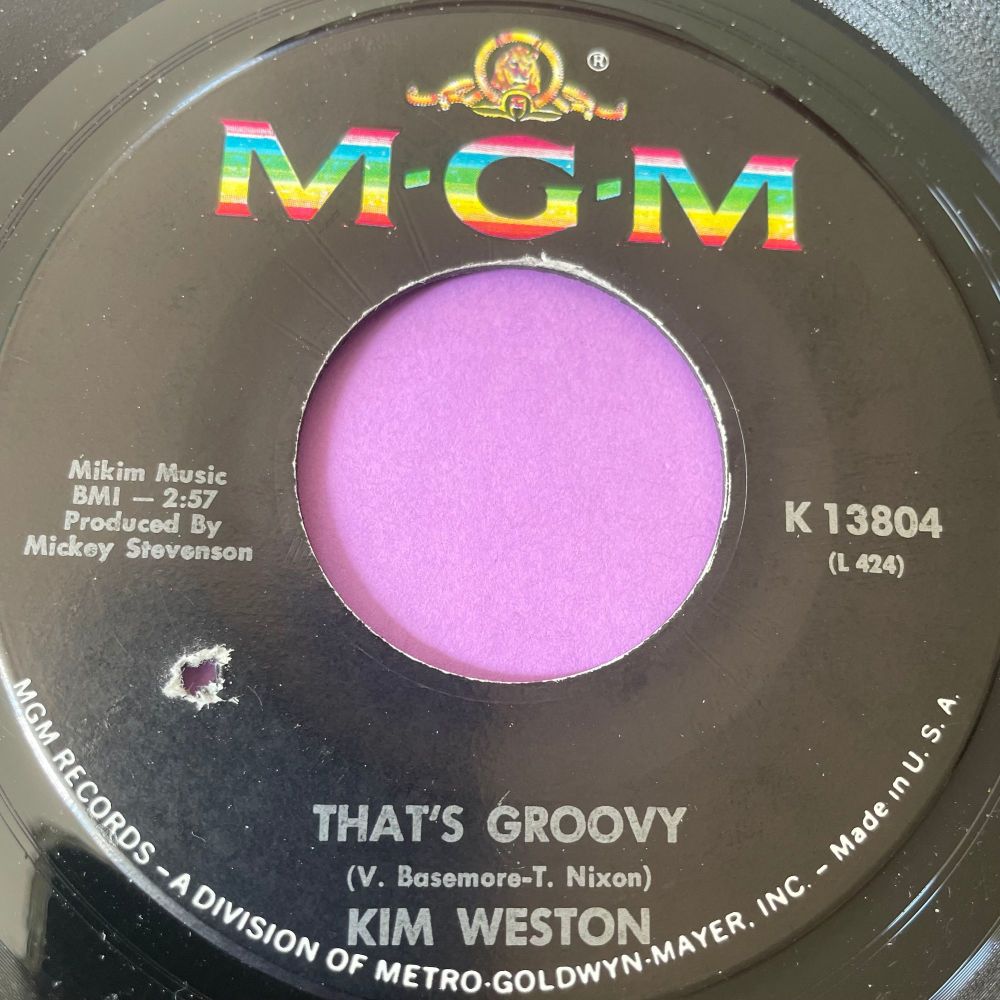 ®
M·G·M
Mikim Music
BMI — 2:57
Produced By
Mickey Stevenson
K 13804
(L 424)
THAT'S GROOVY
(V. Basemore-T. Nixon)
KIM WESTON
MGM RECORDS - A DIVISION OF METRO-GOLDWYN-MAYER, INC. - Made in U. S. A.